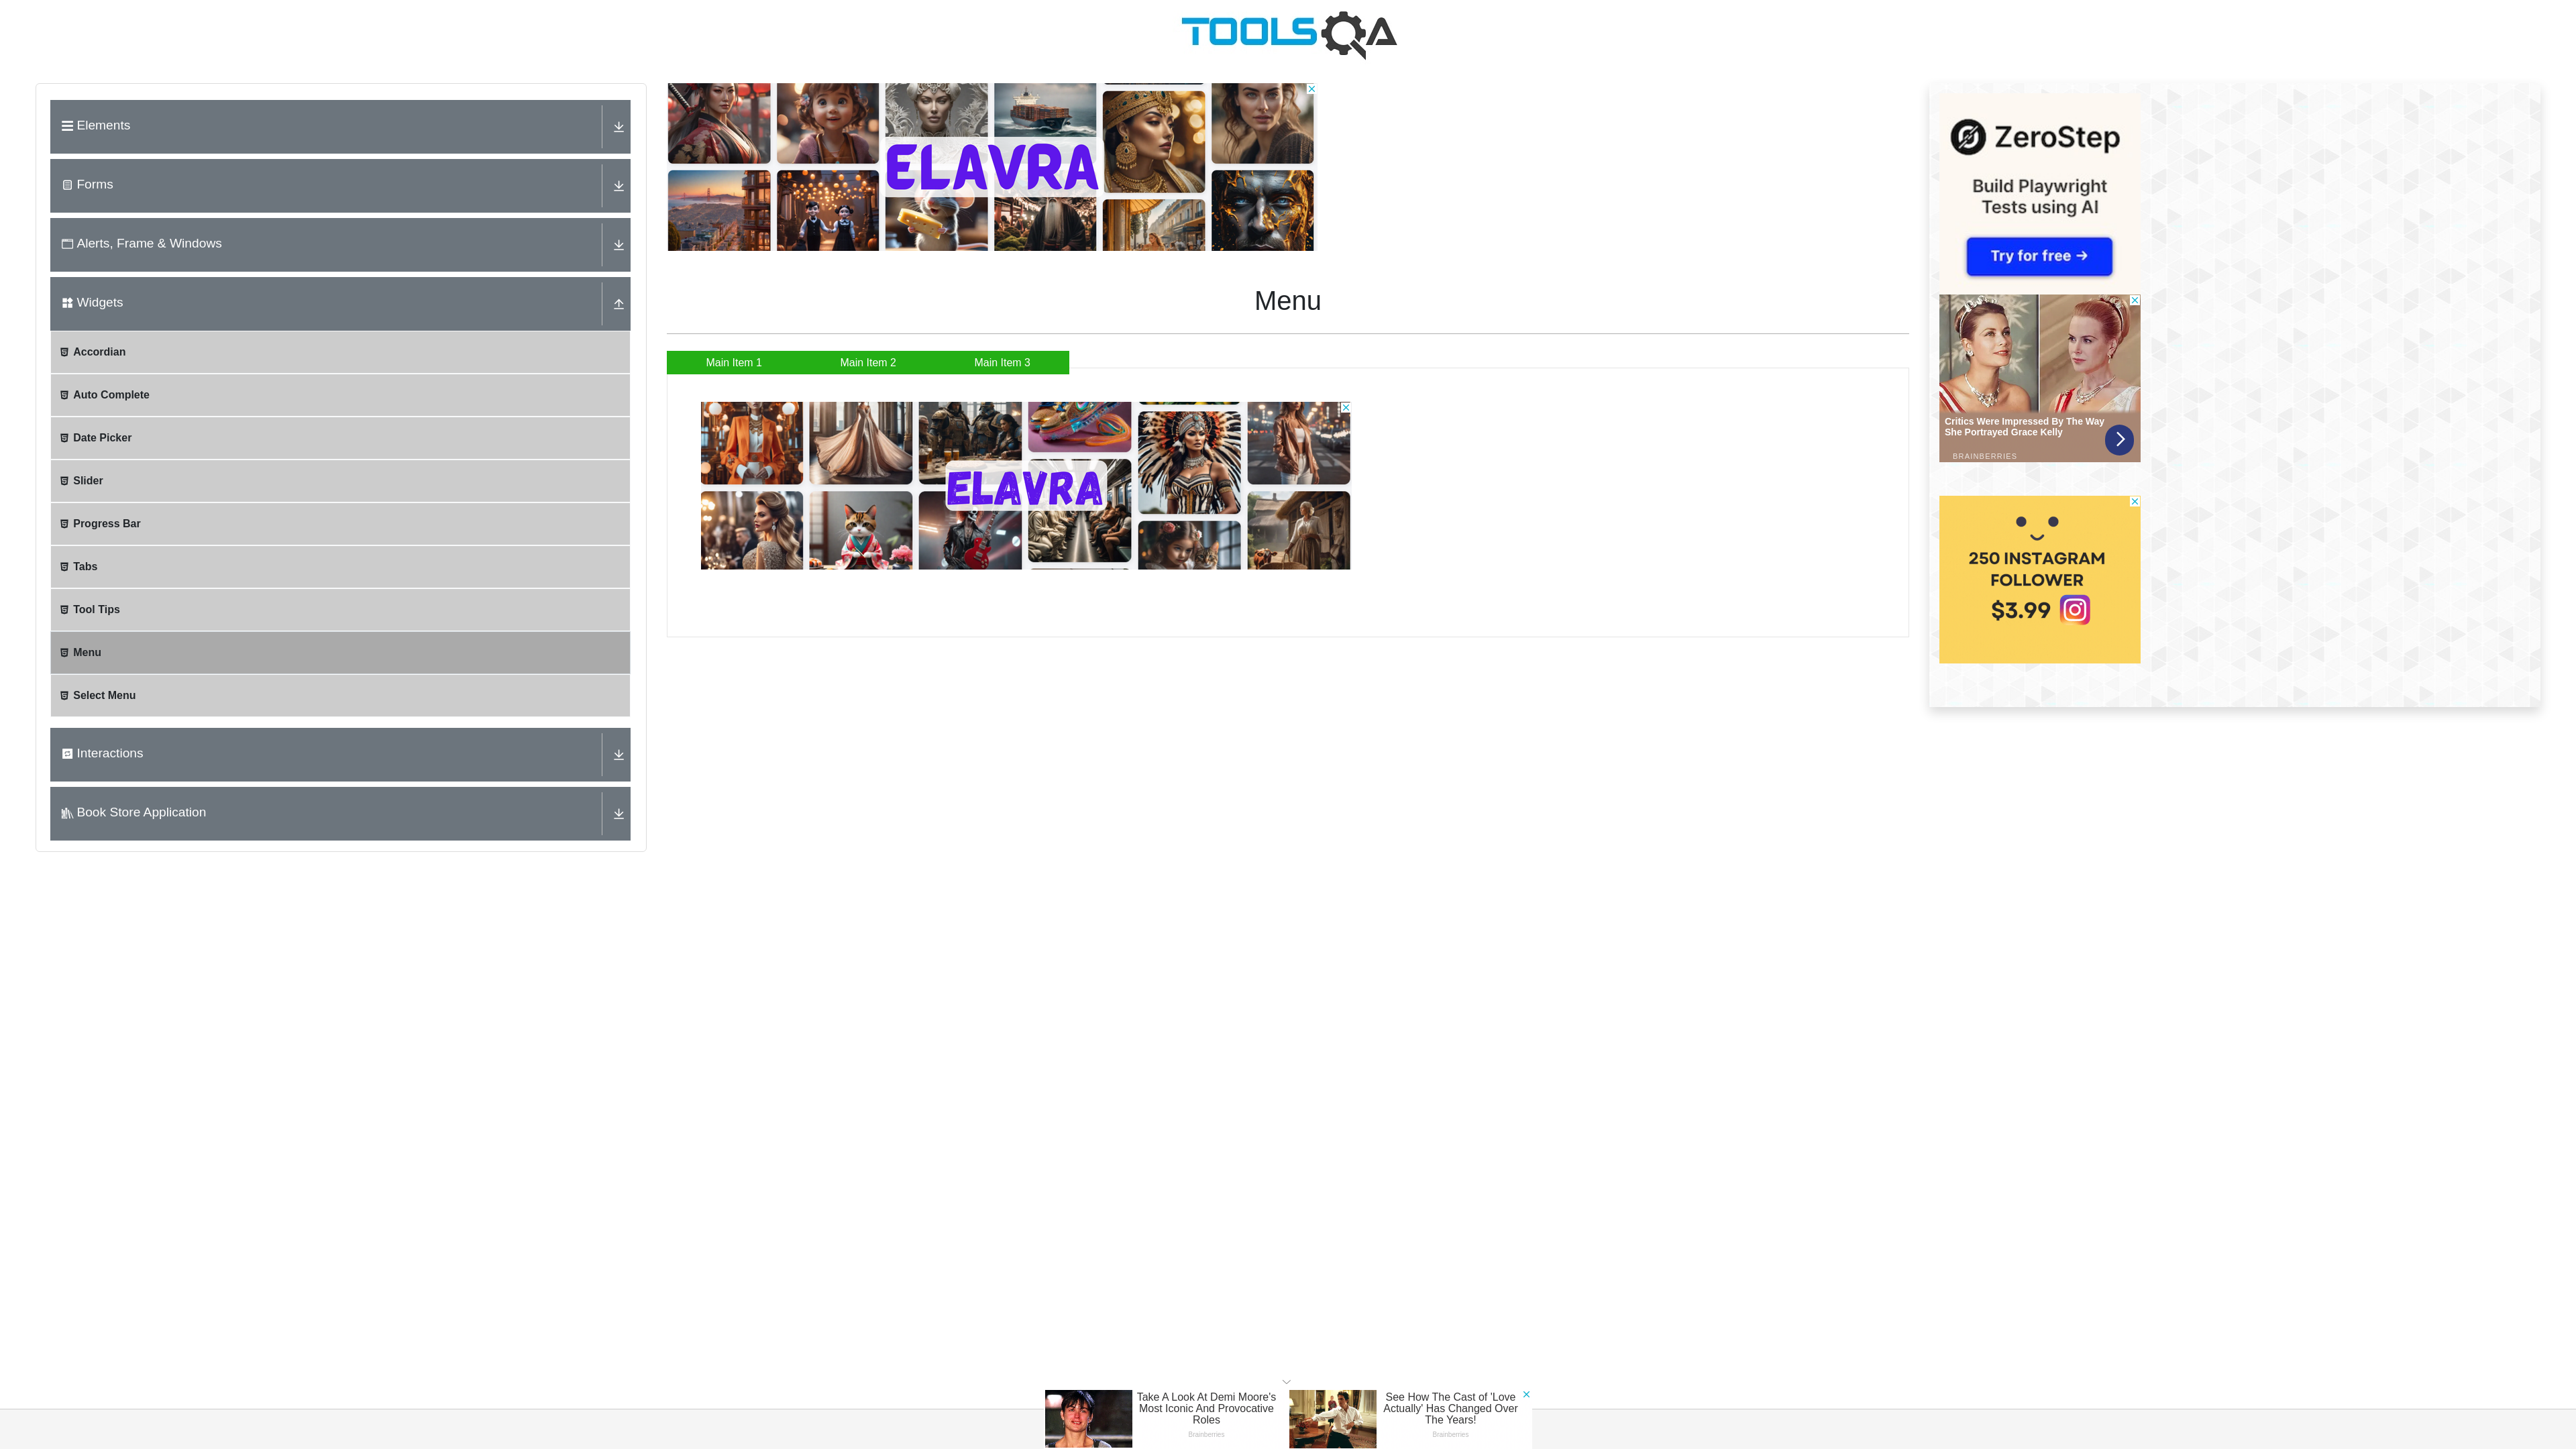 TOOLSQA
Elements
Forms
Alerts, Frame & Windows
Widgets
Accordian
Auto Complete
Date Picker
Slider
Progress Bar
Tabs
Tool Tips
Menu
Select Menu
Interactions
Book Store Application
ELAVRA
Menu
Main Item 1
Main Item 2
Main Item 3
ELAVRA
ZeroStep
Build Playwright
Tests using AI
Try for free →
Critics Were Impressed By The Way
She Portrayed Grace Kelly
BRAINBERRIES
250 INSTAGRAM
FOLLOWER
$3.99
Take A Look At Demi Moore's
Most Iconic And Provocative
Roles
Brainberries
See How The Cast of 'Love
Actually' Has Changed Over
The Years!
Brainberries